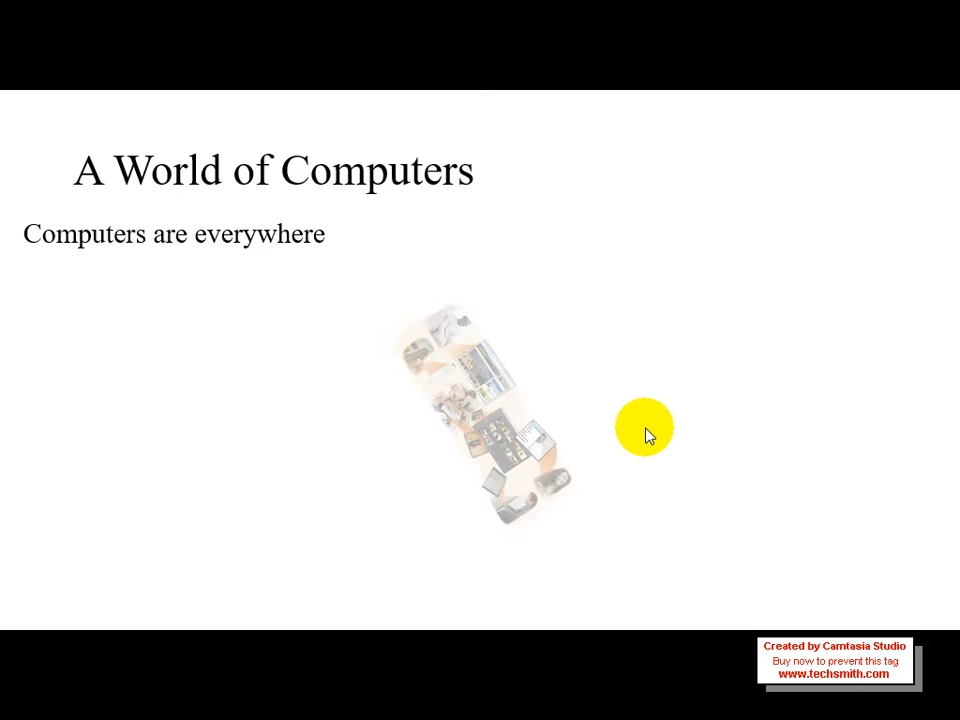 A World of Computers
Computers are everywhere
Created by Camtasia Studio
Buy now to prevent this tag
www.techsmith.com